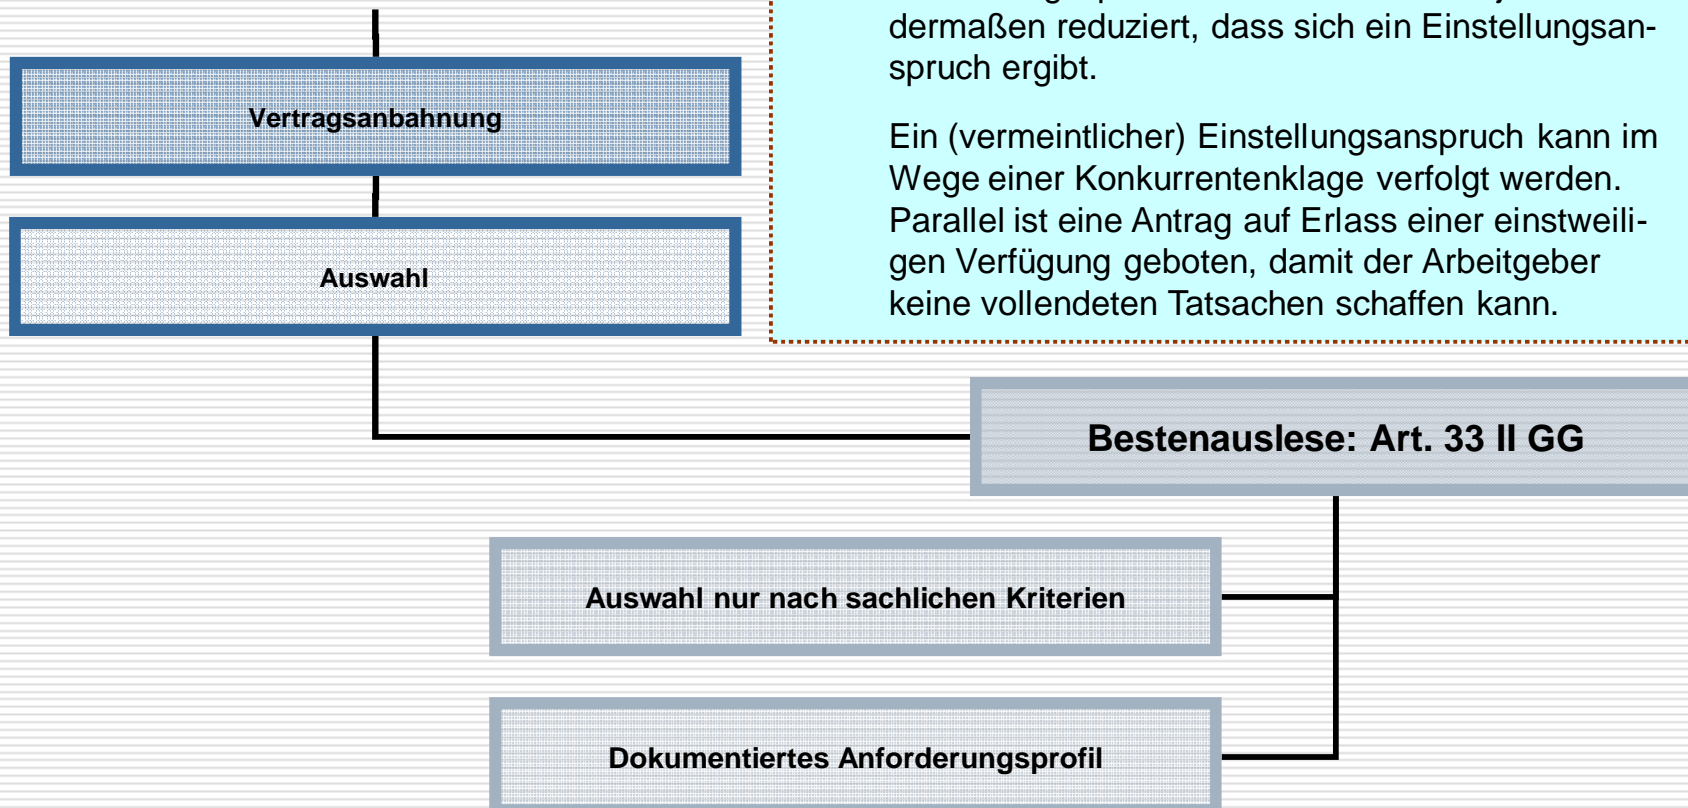 dermaßen reduziert, dass sich ein Einstellungsan-
spruch ergibt.
Ein (vermeintlicher) Einstellungsanspruch kann im
Wege einer Konkurrentenklage verfolgt werden.
Parallel ist eine Antrag auf Erlass einer einstweili-
gen Verfügung geboten, damit der Arbeitgeber
keine vollendeten Tatsachen schaffen kann.
Vertragsanbahnung
Auswahl
Bestenauslese: Art. 33 II GG
Auswahl nur nach sachlichen Kriterien
Dokumentiertes Anforderungsprofil